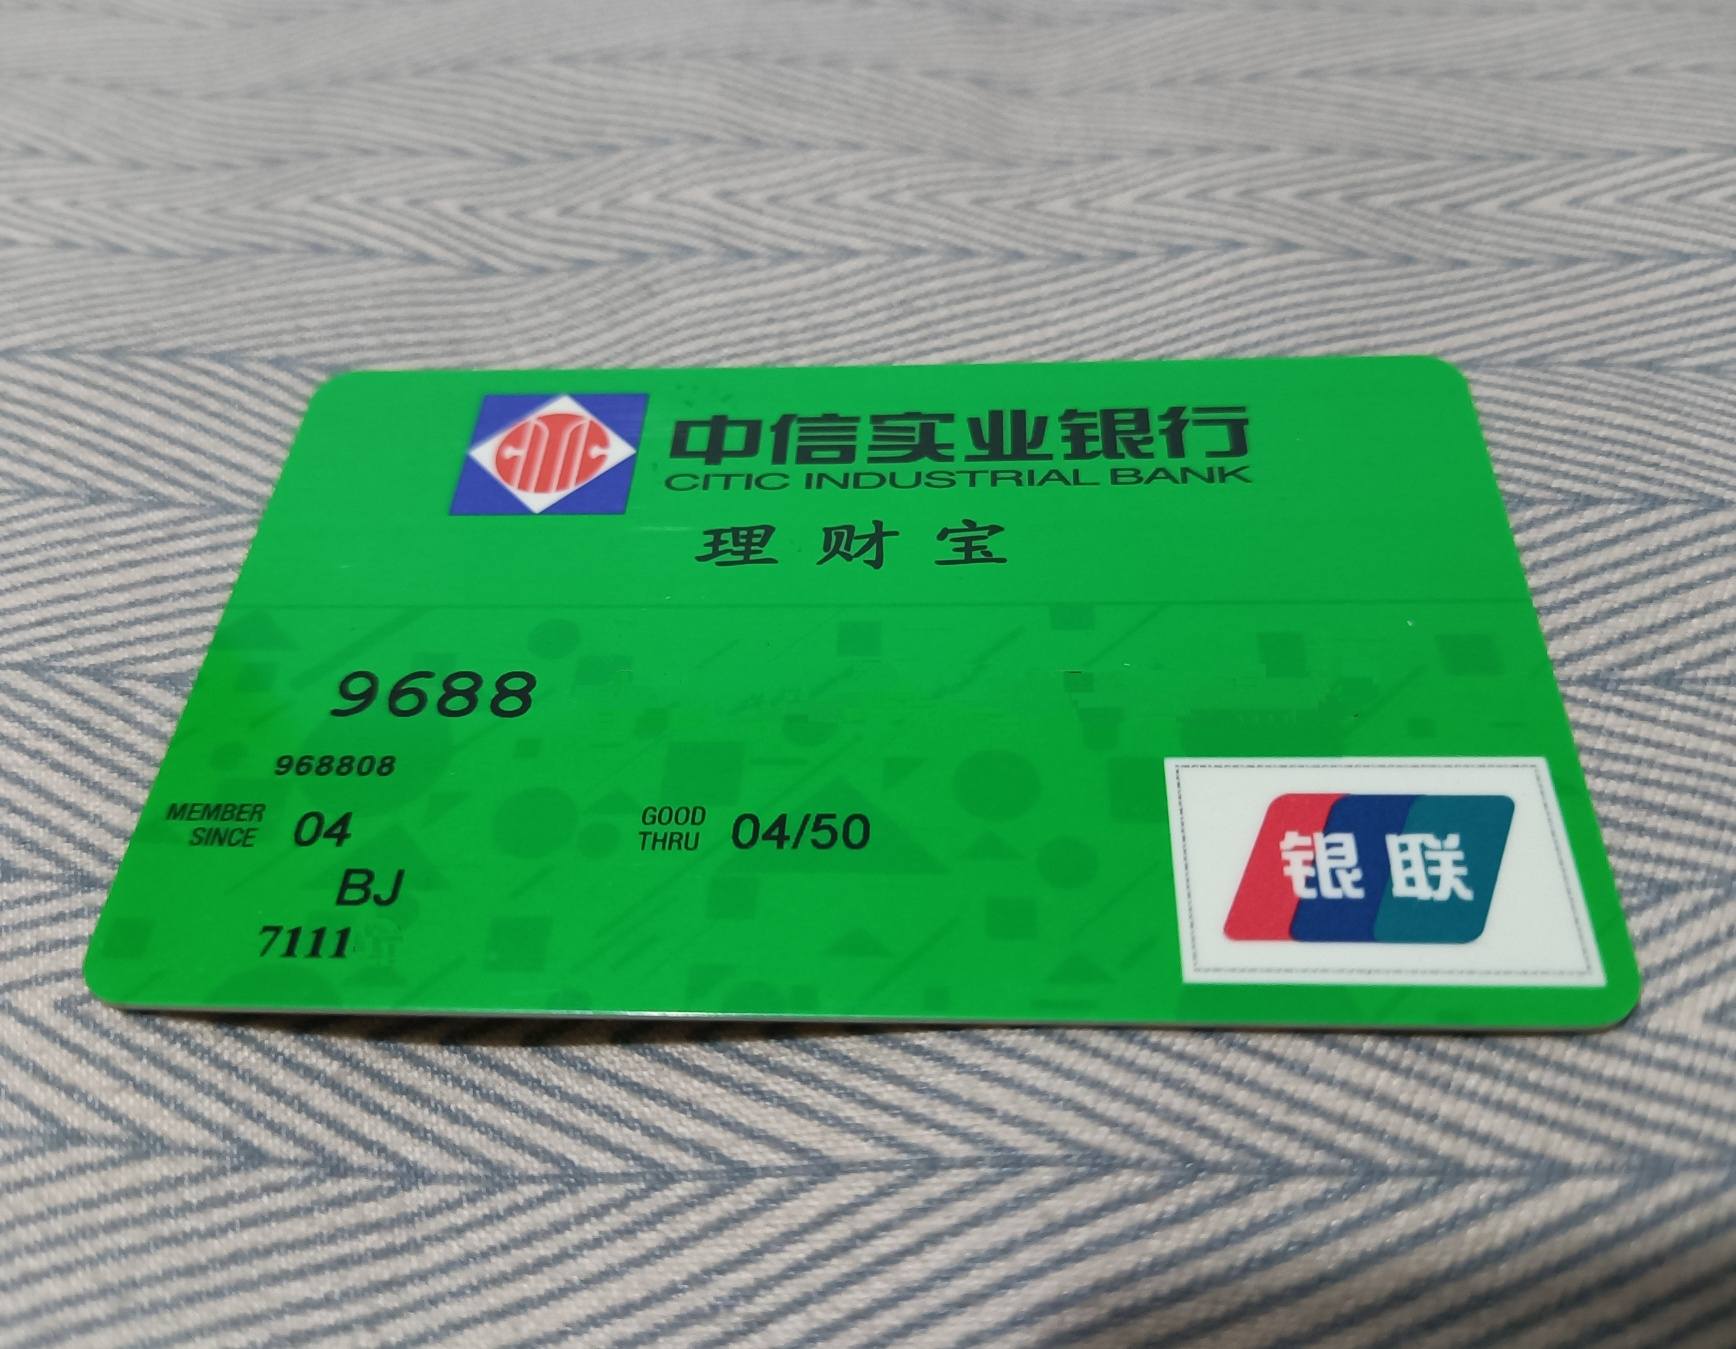 CITIC
中信实业银行
CITIC INDUSTRIAL BANK
理财宝
9688
968808
MEMBER SINCE 04
GOOD THRU 04/50
BJ
7111
银联